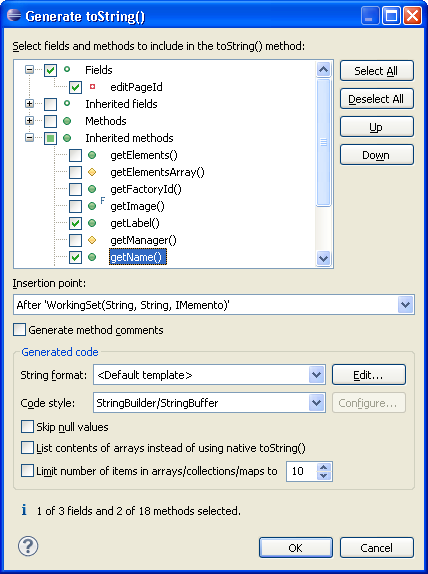 Generate toString()
Select fields and methods to include in the toString() method:
Fields
editPageId
Inherited fields
Methods
Inherited methods
getElements()
getElementsArray()
getFactoryId()
F
getImage()
getLabel()
getManager()
getName()
Select All
Deselect All
Up
Down
Insertion point:
After 'WorkingSet(String, String, IMemento)'
Generate method comments
Generated code
String format: <Default template> Edit...
Code style: StringBuilder/StringBuffer Configure...
Skip null values
List contents of arrays instead of using native toString()
Limit number of items in arrays/collections/maps to 10
i 1 of 3 fields and 2 of 18 methods selected.
? OK Cancel